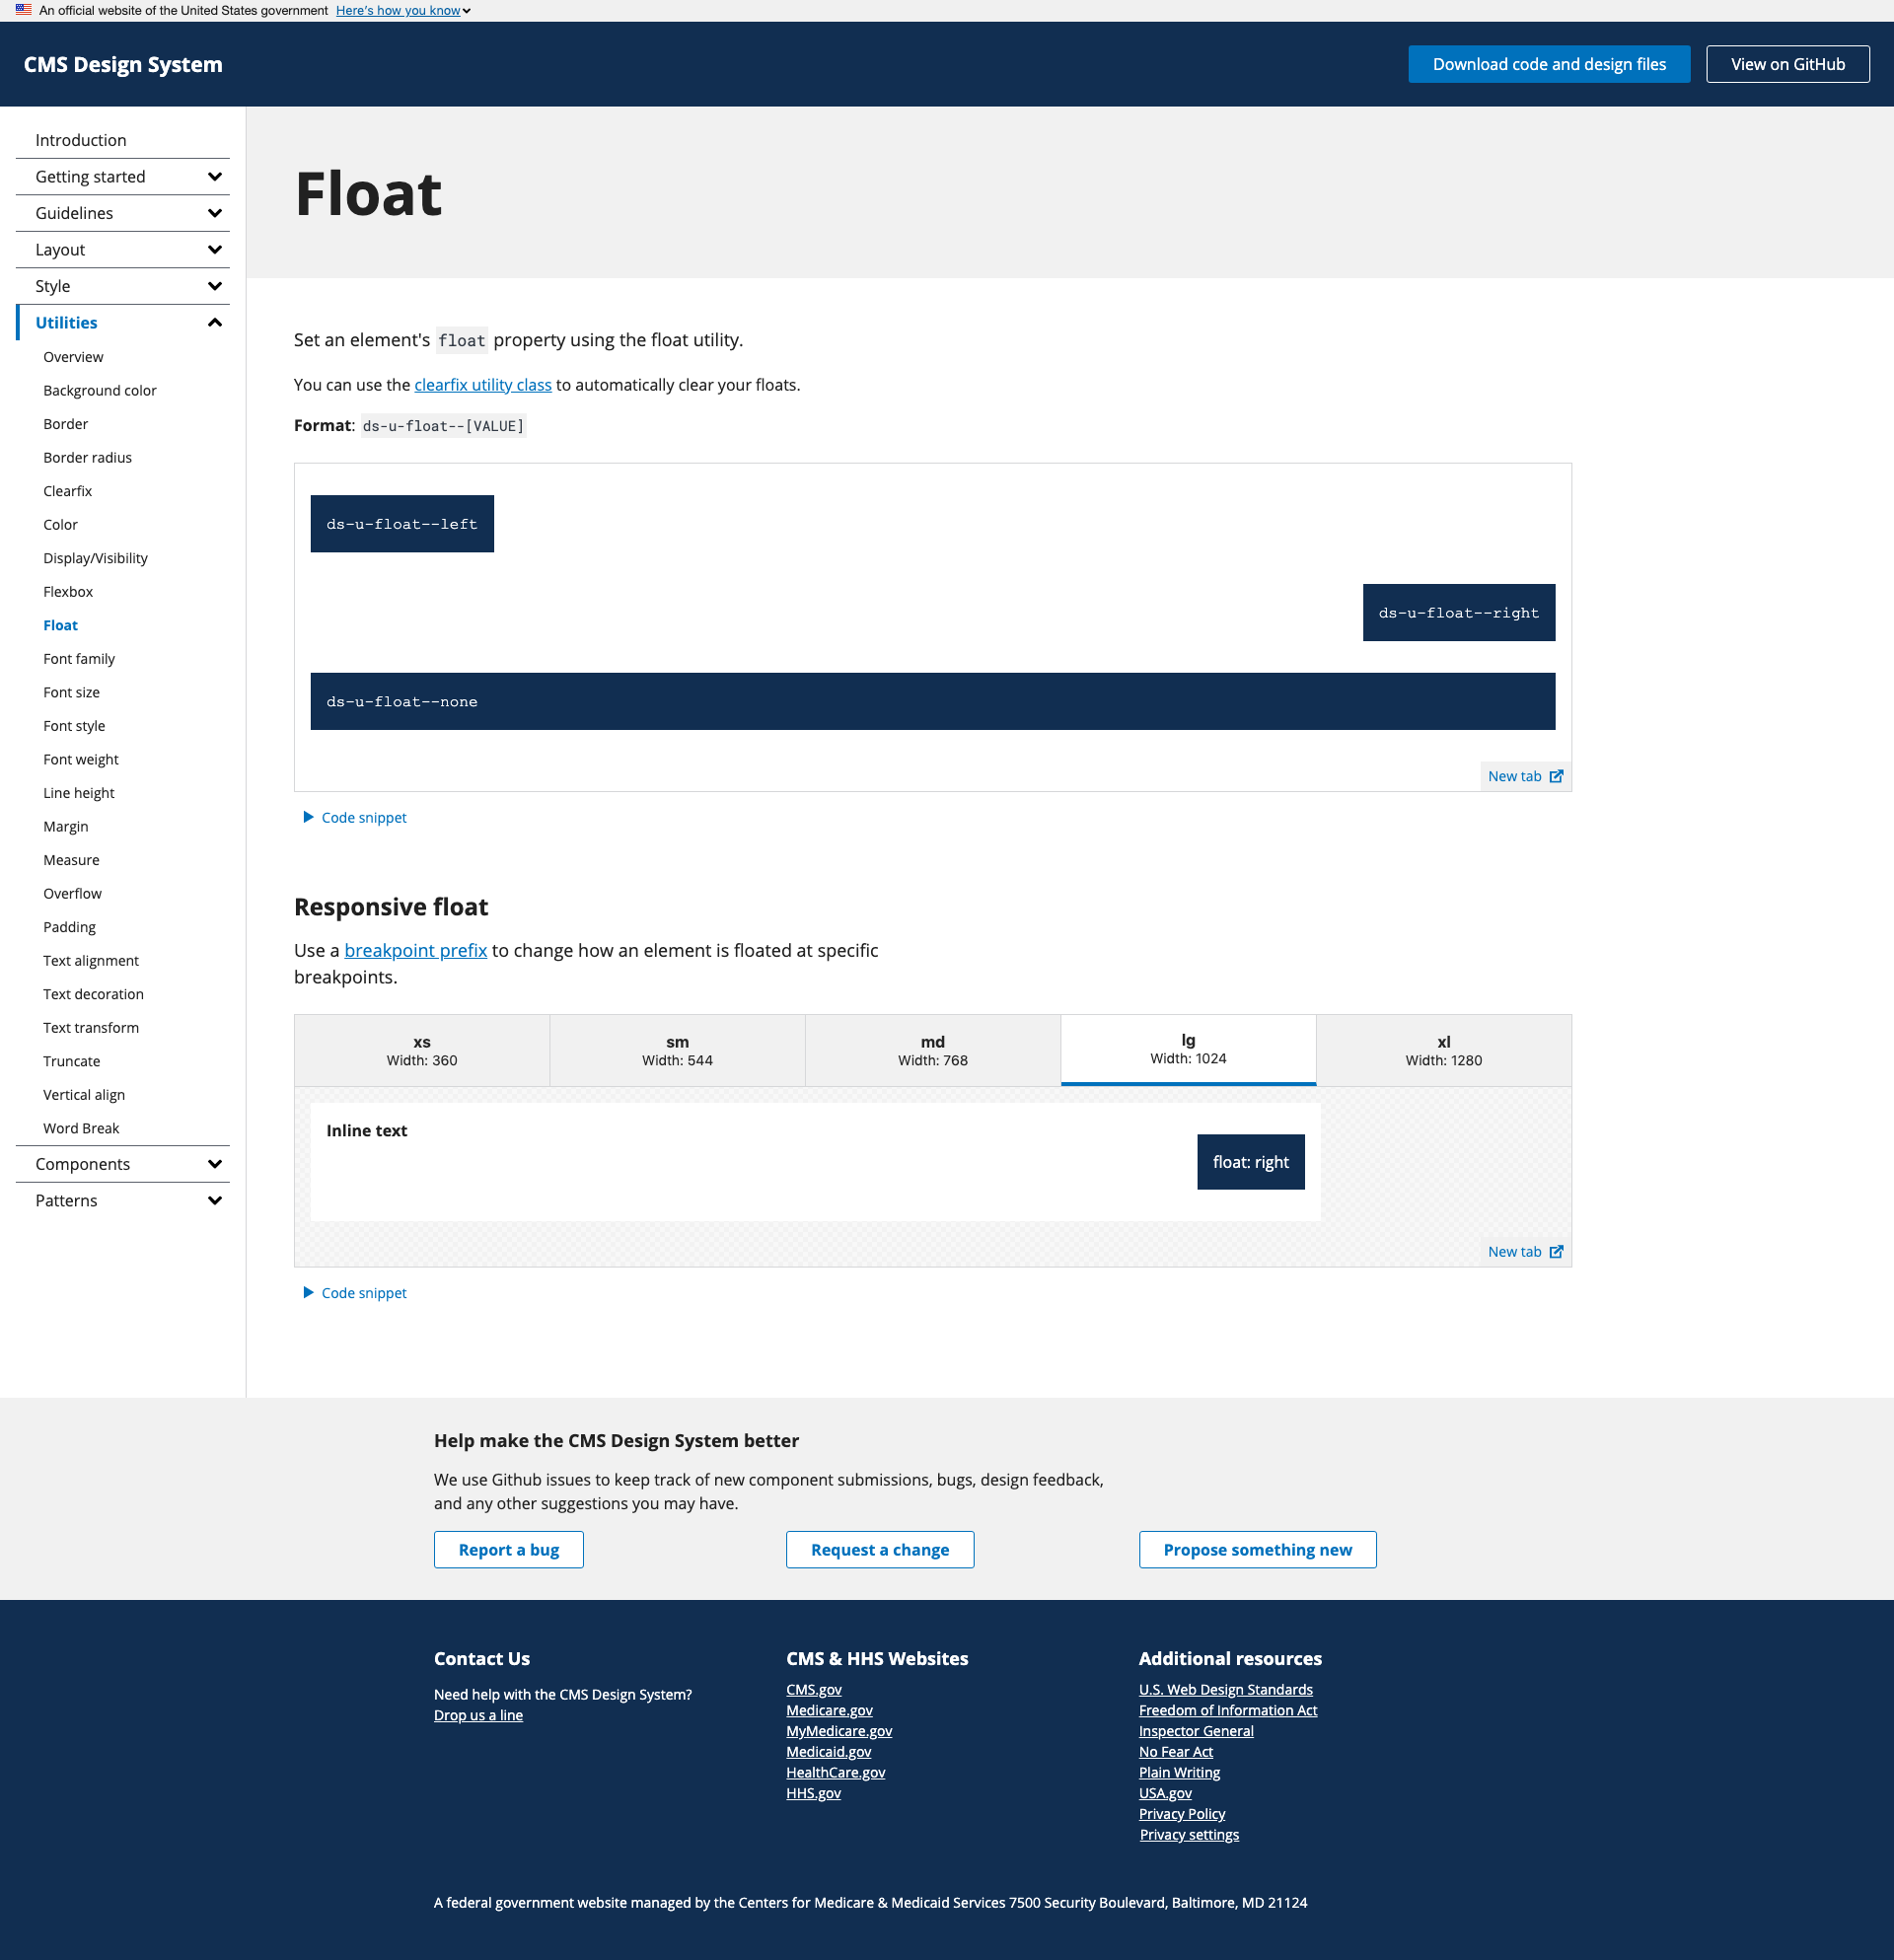 An official website of the United States government Here's how you know
CMS Design System
Download code and design files
View on GitHub
Introduction
Getting started
Guidelines
Layout
Style
Utilities
Overview
Background color
Border
Border radius
Clearfix
Color
Display/Visibility
Flexbox
Float
Font family
Font size
Font style
Font weight
Line height
Margin
Measure
Overflow
Padding
Text alignment
Text decoration
Text transform
Truncate
Vertical align
Word Break
Components
Patterns
Float
Set an element's float property using the float utility.
You can use the clearfix utility class to automatically clear your floats.
Format: ds-u-float--[VALUE]
ds-u-float--left
ds-u-float--right
ds-u-float--none
New tab
Code snippet
Responsive float
Use a breakpoint prefix to change how an element is floated at specific
breakpoints.
xs
Width: 360
sm
Width: 544
md
Width: 768
lg
Width: 1024
xl
Width: 1280
Inline text
float: right
New tab
Code snippet
Help make the CMS Design System better
We use Github issues to keep track of new component submissions, bugs, design feedback,
and any other suggestions you may have.
Report a bug
Request a change
Propose something new
Contact Us
Need help with the CMS Design System?
Drop us a line
CMS & HHS Websites
CMS.gov
Medicare.gov
MyMedicare.gov
Medicaid.gov
HealthCare.gov
HHS.gov
Additional resources
U.S. Web Design Standards
Freedom of Information Act
Inspector General
No Fear Act
Plain Writing
USA.gov
Privacy Policy
Privacy settings
A federal government website managed by the Centers for Medicare & Medicaid Services 7500 Security Boulevard, Baltimore, MD 21124